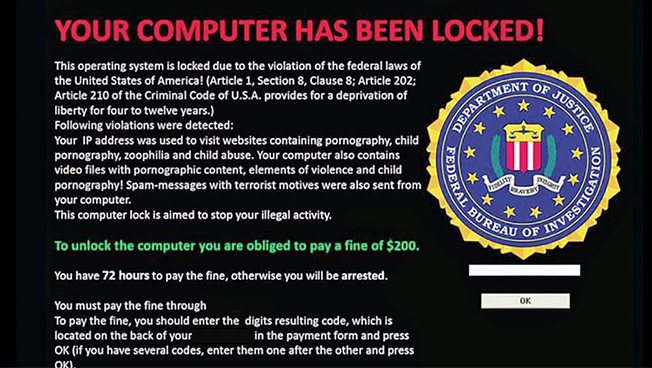 YOUR COMPUTER HAS BEEN LOCKED!
This operating system is locked due to the violation of the federal laws of
the United States of America! (Article 1, Section 8, Clause 8; Article 202;
Article 210 of the Criminal Code of U.S.A. provides for a deprivation of
liberty for four to twelve years.)
Following violations were detected:
Your IP address was used to visit websites containing pornography, child
pornography, zoophilia and child abuse. Your computer also contains
video files with pornographic content, elements of violence and child
pornography! Spam-messages with terrorist motives were also sent from
your computer.
This computer lock is aimed to stop your illegal activity.
To unlock the computer you are obliged to pay a fine of $200.
You have 72 hours to pay the fine, otherwise you will be arrested.
You must pay the fine through
To pay the fine, you should enter the digits resulting code, which is
located on the back of your in the payment form and press
OK (if you have several codes, enter them one after the other and press
OK).
DEPARTMENT OF JUSTICE
FEDERAL BUREAU OF INVESTIGATION
FIDELITY BRAVERY INTEGRITY
OK